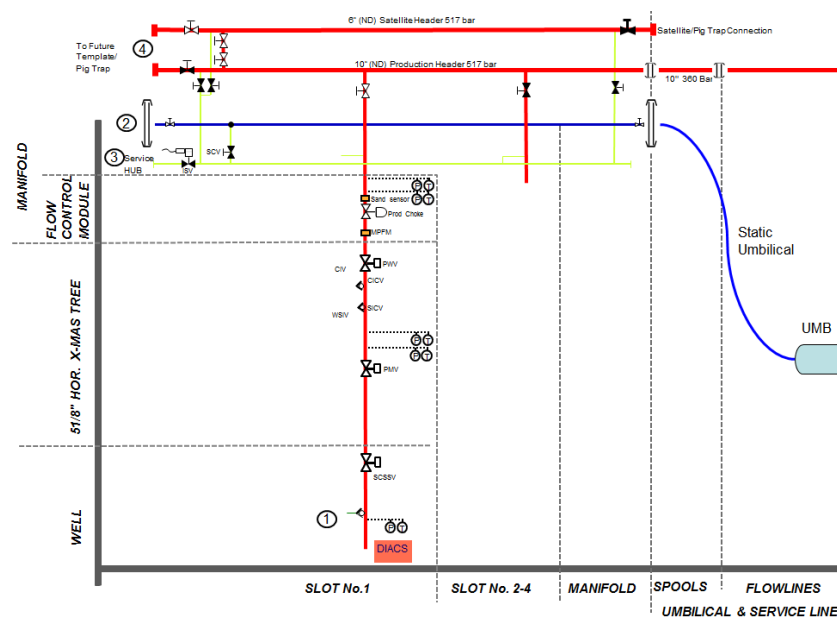 6" (ND) Satellite Header 517 bar
Satellite/Pig Trap Connection
To Future
Template/
Pig Trap
4
10" (ND) Production Header 517 bar
10" 360 Bar
2
3
Service
HUB
ISV
SCV
P T
P T
Sand sensor
Prod Choke
MPFM
PWV
CIV
CICV
WSIV
SICV
P T
P T
PMV
SCSSV
1
P T
DIACS
Static
Umbilical
UMB
MANIFOLD
FLOW CONTROL
MODULE
51/8" HOR. X-MAS TREE
WELL
SLOT No.1
SLOT No. 2-4
MANIFOLD
SPOOLS
FLOWLINES
UMBILICAL & SERVICE LINE